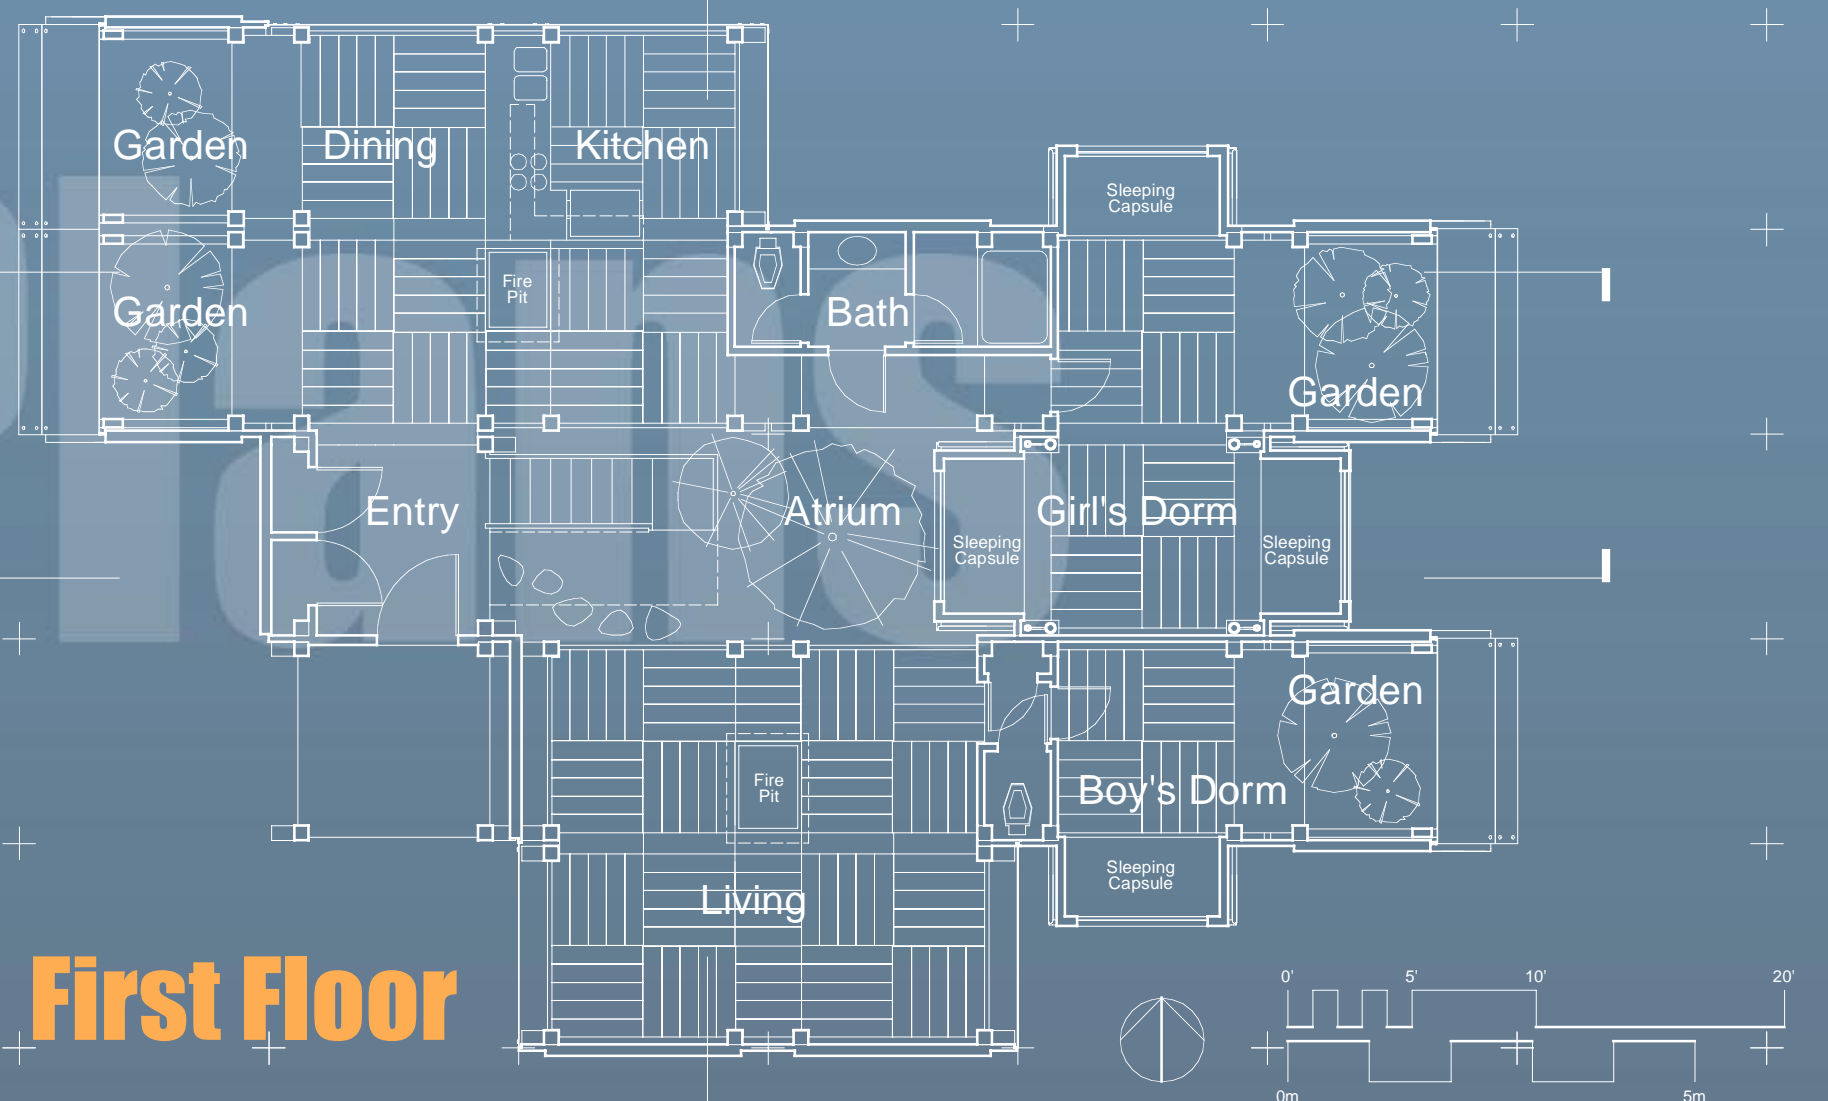 Garden
Dining
Kitchen
Sleeping
Capsule
Garden
Fire
Pit
Bath
Garden
Entry
Atrium
Girl's Dorm
Sleeping
Capsule
Sleeping
Capsule
Garden
Fire
Pit
Boy's Dorm
Sleeping
Capsule
Living
First Floor
0'
5'
10'
20'
0m
5m
plans